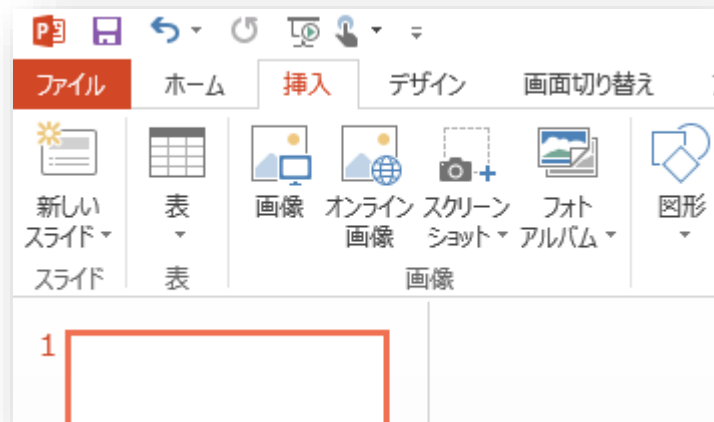 ファイル ホーム 挿入 デザイン 画面切り替え
新しい
スライド
表
画像
オンライン
画像
スクリーン
ショット
フォト
アルバム
図形
スライド 表 画像
1